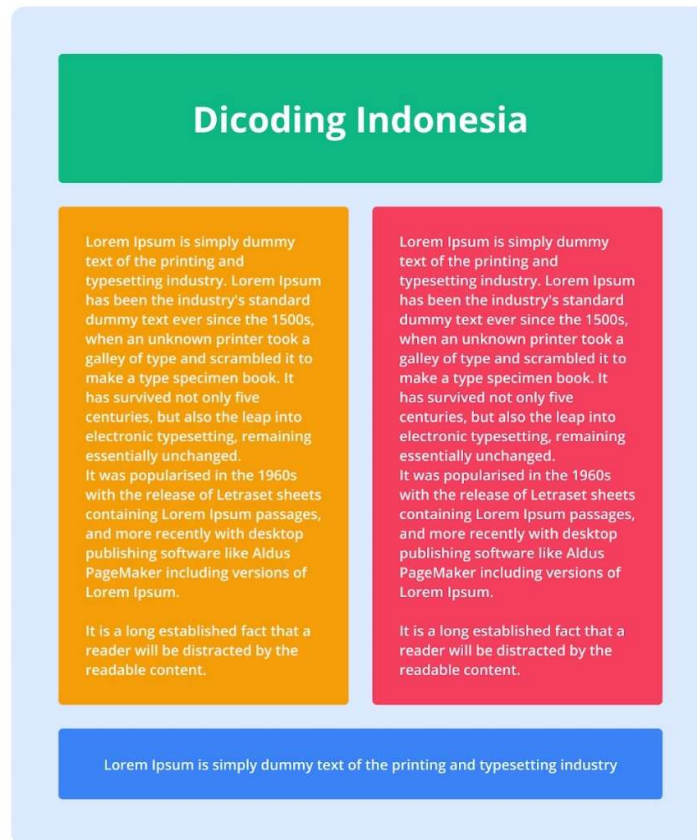 Dicoding Indonesia
Lorem Ipsum is simply dummy
text of the printing and
typesetting industry. Lorem Ipsum
has been the industry's standard
dummy text ever since the 1500s,
when an unknown printer took a
galley of type and scrambled it to
make a type specimen book. It
has survived not only five
centuries, but also the leap into
electronic typesetting, remaining
essentially unchanged.
It was popularised in the 1960s
with the release of Letraset sheets
containing Lorem Ipsum passages,
and more recently with desktop
publishing software like Aldus
PageMaker including versions of
Lorem Ipsum.
It is a long established fact that a
reader will be distracted by the
readable content.
Lorem Ipsum is simply dummy
text of the printing and
typesetting industry. Lorem Ipsum
has been the industry's standard
dummy text ever since the 1500s,
when an unknown printer took a
galley of type and scrambled it to
make a type specimen book. It
has survived not only five
centuries, but also the leap into
electronic typesetting, remaining
essentially unchanged.
It was popularised in the 1960s
with the release of Letraset sheets
containing Lorem Ipsum passages,
and more recently with desktop
publishing software like Aldus
PageMaker including versions of
Lorem Ipsum.
It is a long established fact that a
reader will be distracted by the
readable content.
Lorem Ipsum is simply dummy text of the printing and typesetting industry